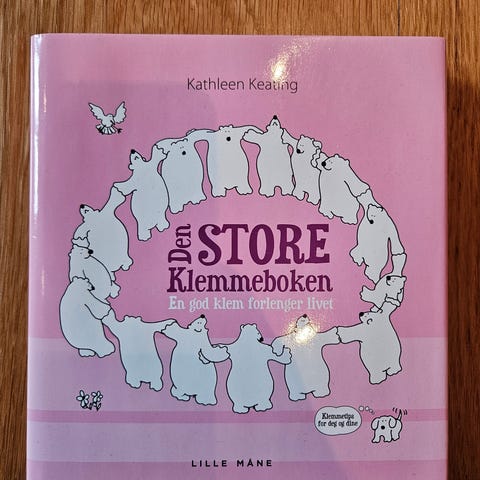 Kathleen Keating
Den STORE
Klemmeboken
En god klem forlenger livet
Klemmetips
for deg og dine
LILLE MÅNE